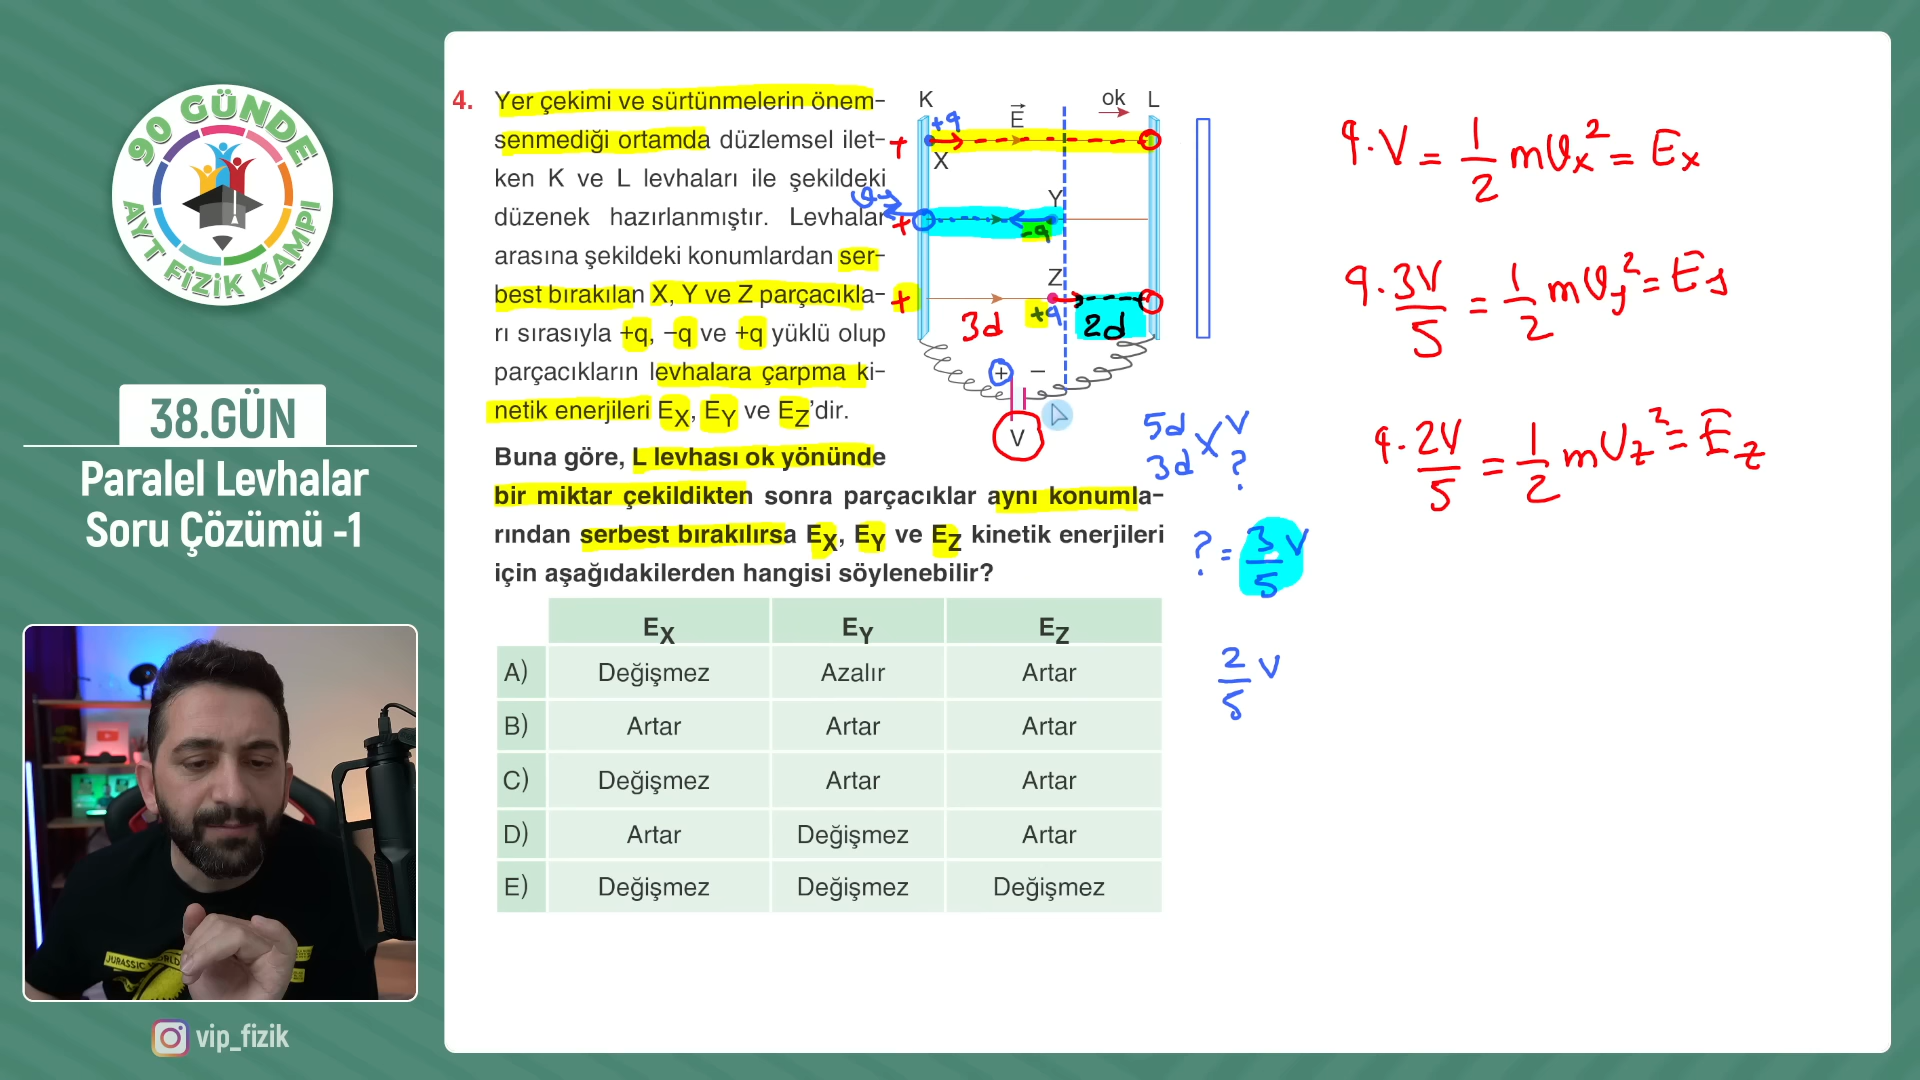 90 GÜNDE
AYT FİZİK KAMPI
38.GÜN
Paralel Levhalar
Soru Çözümü -1
vip_fizik
4. Yer çekimi ve sürtünmelerin önem-
senmediği ortamda düzlemsel ilet-
ken K ve L levhaları ile şekildeki
düzenek hazırlanmıştır. Levhalar
arasına şekildeki konumlardan ser-
best bırakılan X, Y ve Z parçacıkla-
rı sırasıyla +q, −q ve +q yüklü olup
parçacıkların levhalara çarpma ki-
netik enerjileri EX, EY ve EZ'dir.
Buna göre, L levhası ok yönünde
bir miktar çekildikten sonra parçacıklar aynı konumla-
rından serbest bırakılırsa EX, EY ve EZ kinetik enerjileri
için aşağıdakilerden hangisi söylenebilir?
K E ok L
+q
+ X
Y
+ -q
Z
+ 3d +q 2d
+ −
V
5d V
3d ?
? = 3/5 V
2/5 V
q.V = 1/2 mVx² = Ex
q.3V/5 = 1/2 mVy² = Ey
q.2V/5 = 1/2 mVz² = Ez
EX EY EZ
A) Değişmez Azalır Artar
B) Artar Artar Artar
C) Değişmez Artar Artar
D) Artar Değişmez Artar
E) Değişmez Değişmez Değişmez